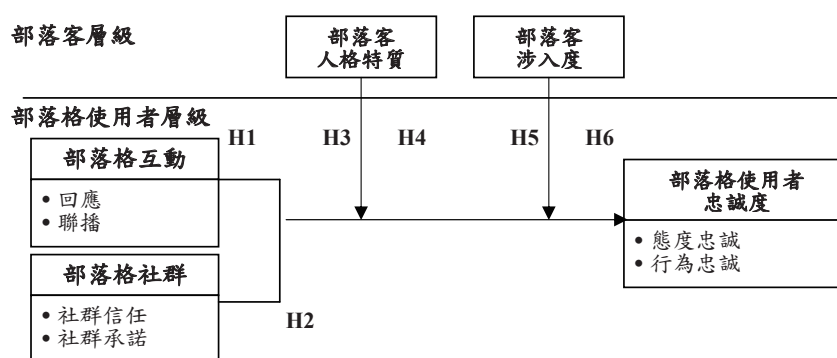 部落客層級
部落客
人格特質
部落客
涉入度
部落格使用者層級
H1
H3
H4
H5
H6
部落格互動
• 回應
• 聯播
部落格使用者
忠誠度
• 態度忠誠
• 行為忠誠
部落格社群
• 社群信任
• 社群承諾
H2